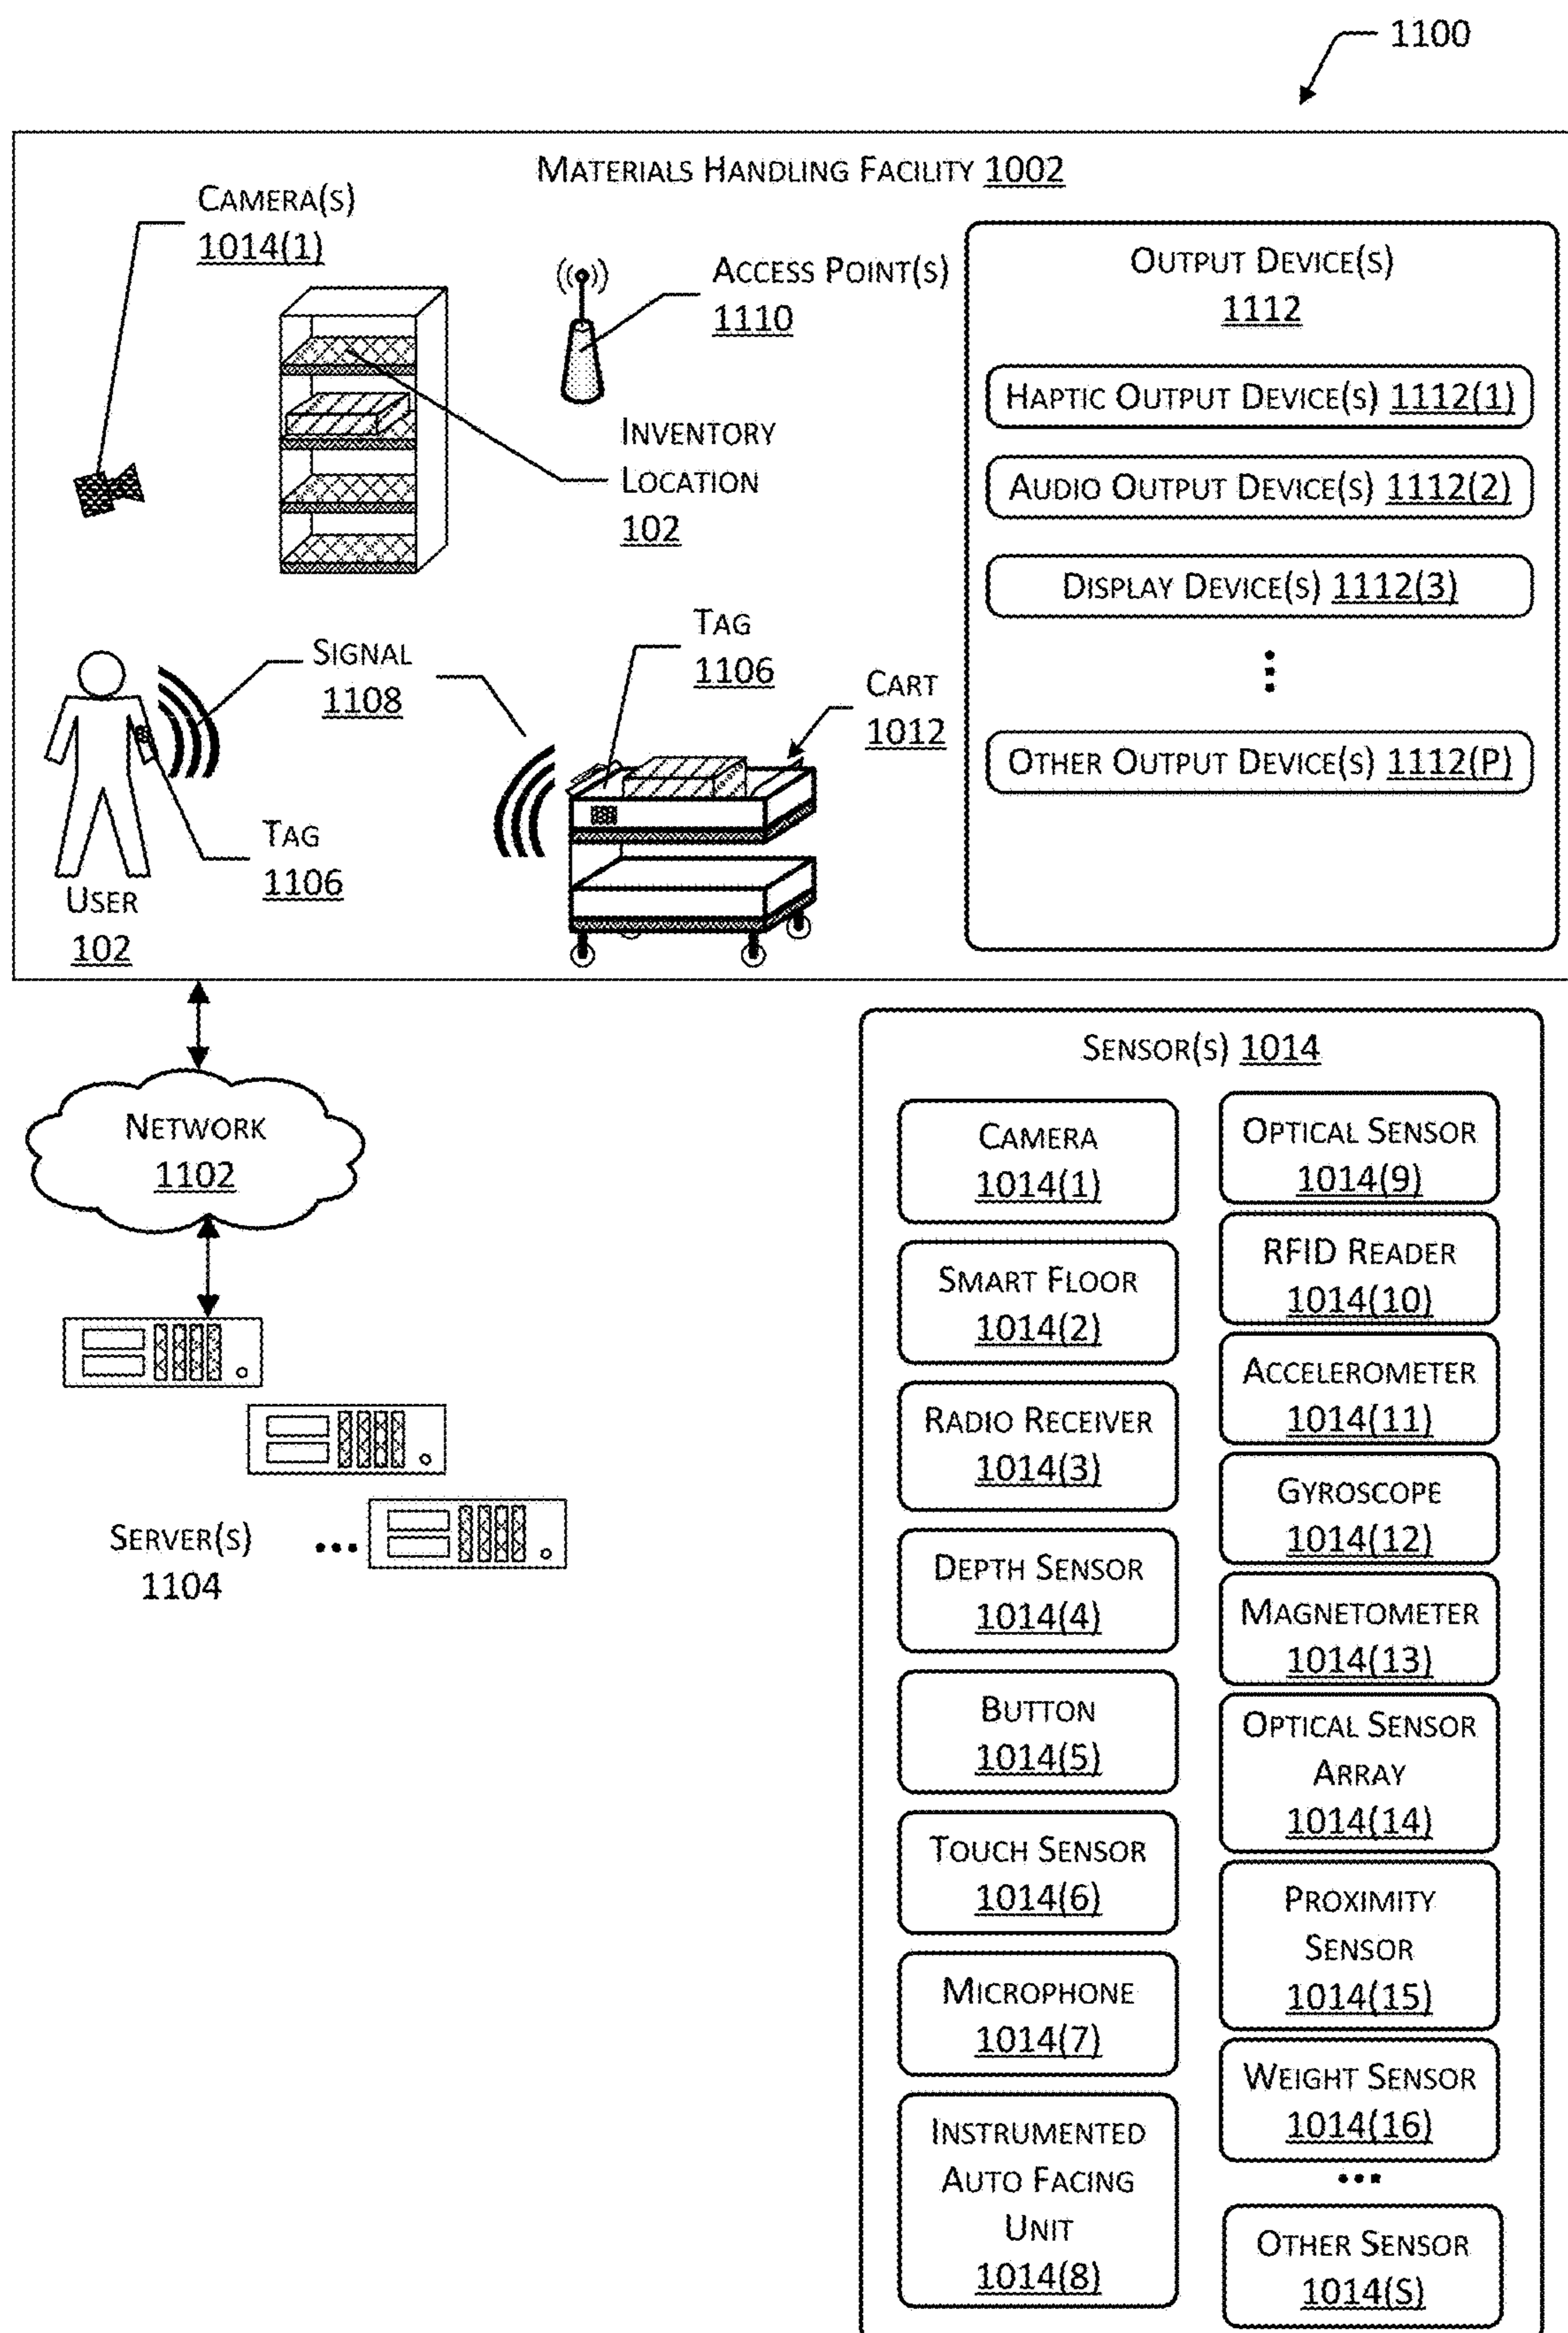 1100
MATERIALS HANDLING FACILITY 1002
CAMERA(S)
1014(1)
ACCESS POINT(S)
1110
INVENTORY
LOCATION
102
OUTPUT DEVICE(S)
1112
HAPTIC OUTPUT DEVICE(S) 1112(1)
AUDIO OUTPUT DEVICE(S) 1112(2)
DISPLAY DEVICE(S) 1112(3)
OTHER OUTPUT DEVICE(S) 1112(P)
SIGNAL
1108
TAG
1106
CART
1012
TAG
1106
USER
102
NETWORK
1102
SERVER(S)
1104
SENSOR(S) 1014
CAMERA
1014(1)
SMART FLOOR
1014(2)
RADIO RECEIVER
1014(3)
DEPTH SENSOR
1014(4)
BUTTON
1014(5)
TOUCH SENSOR
1014(6)
MICROPHONE
1014(7)
INSTRUMENTED
AUTO FACING
UNIT
1014(8)
OPTICAL SENSOR
1014(9)
RFID READER
1014(10)
ACCELEROMETER
1014(11)
GYROSCOPE
1014(12)
MAGNETOMETER
1014(13)
OPTICAL SENSOR
ARRAY
1014(14)
PROXIMITY
SENSOR
1014(15)
WEIGHT SENSOR
1014(16)
OTHER SENSOR
1014(S)